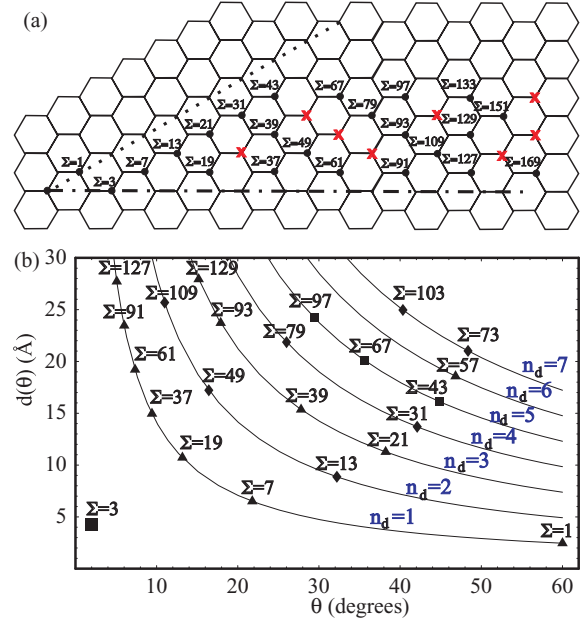 (a)
Σ=43 Σ=67 Σ=97 Σ=133
Σ=31 Σ=79 Σ=151
Σ=21 Σ=39 Σ=93 Σ=129
Σ=13 Σ=49 Σ=109
Σ=1 Σ=7 Σ=19 Σ=37 Σ=61 Σ=91 Σ=127 Σ=169
Σ=3
(b)
30
25
20
15
10
5
d(θ) (Å)
Σ=127
Σ=129
Σ=109
Σ=103
Σ=91
Σ=93
Σ=97
Σ=79
Σ=73
Σ=61
Σ=67
Σ=57
n_d=7
Σ=49
n_d=6
Σ=37
Σ=39
Σ=43
n_d=5
Σ=31
n_d=4
Σ=19
Σ=21
n_d=3
Σ=13
n_d=2
Σ=7
n_d=1
Σ=3
Σ=1
10 20 30 40 50 60
θ (degrees)